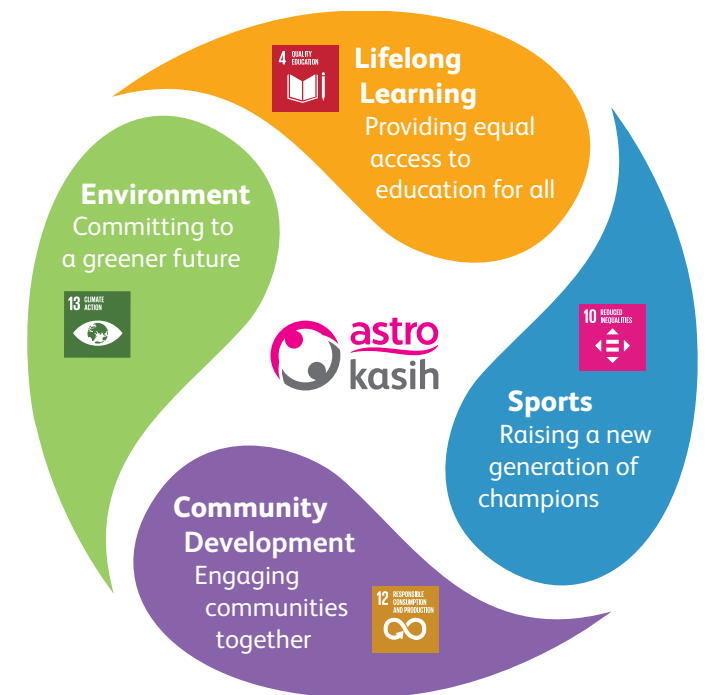 4 QUALITY
EDUCATION
Lifelong
Learning
Providing equal
access to
education for all
Environment
Committing to
a greener future
13 CLIMATE
ACTION
astro
kasih
10 REDUCED
INEQUALITIES
Sports
Raising a new
generation of
champions
Community
Development
Engaging
communities
together
12 RESPONSIBLE
CONSUMPTION
AND PRODUCTION